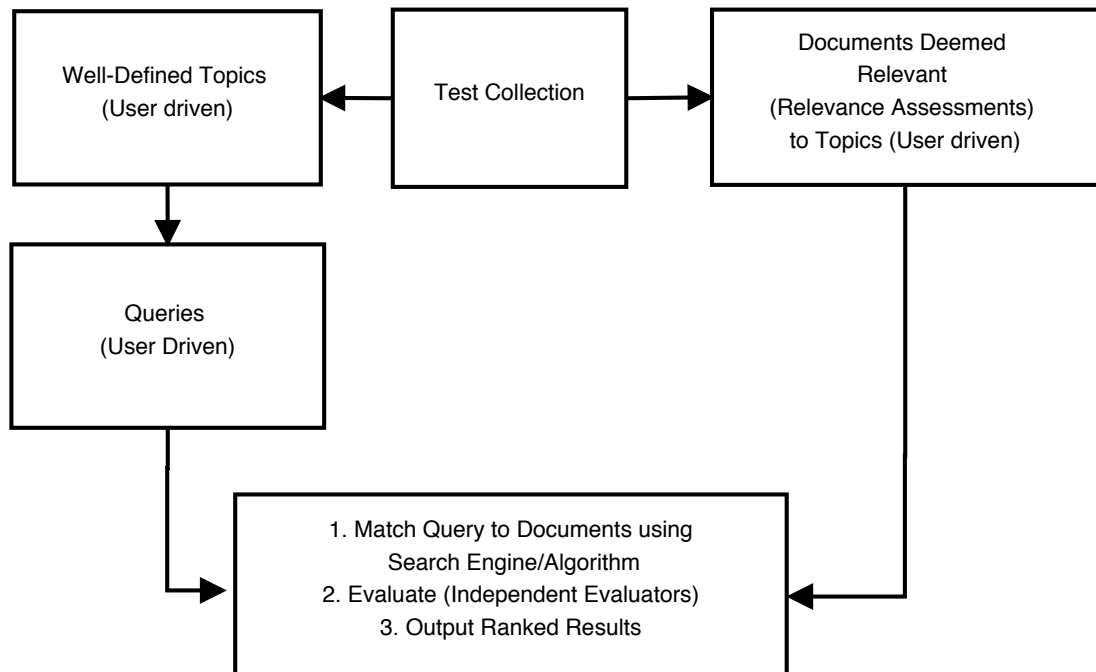 Well-Defined Topics
(User driven)
Test Collection
Documents Deemed
Relevant
(Relevance Assessments)
to Topics (User driven)
Queries
(User Driven)
1. Match Query to Documents using
Search Engine/Algorithm
2. Evaluate (Independent Evaluators)
3. Output Ranked Results